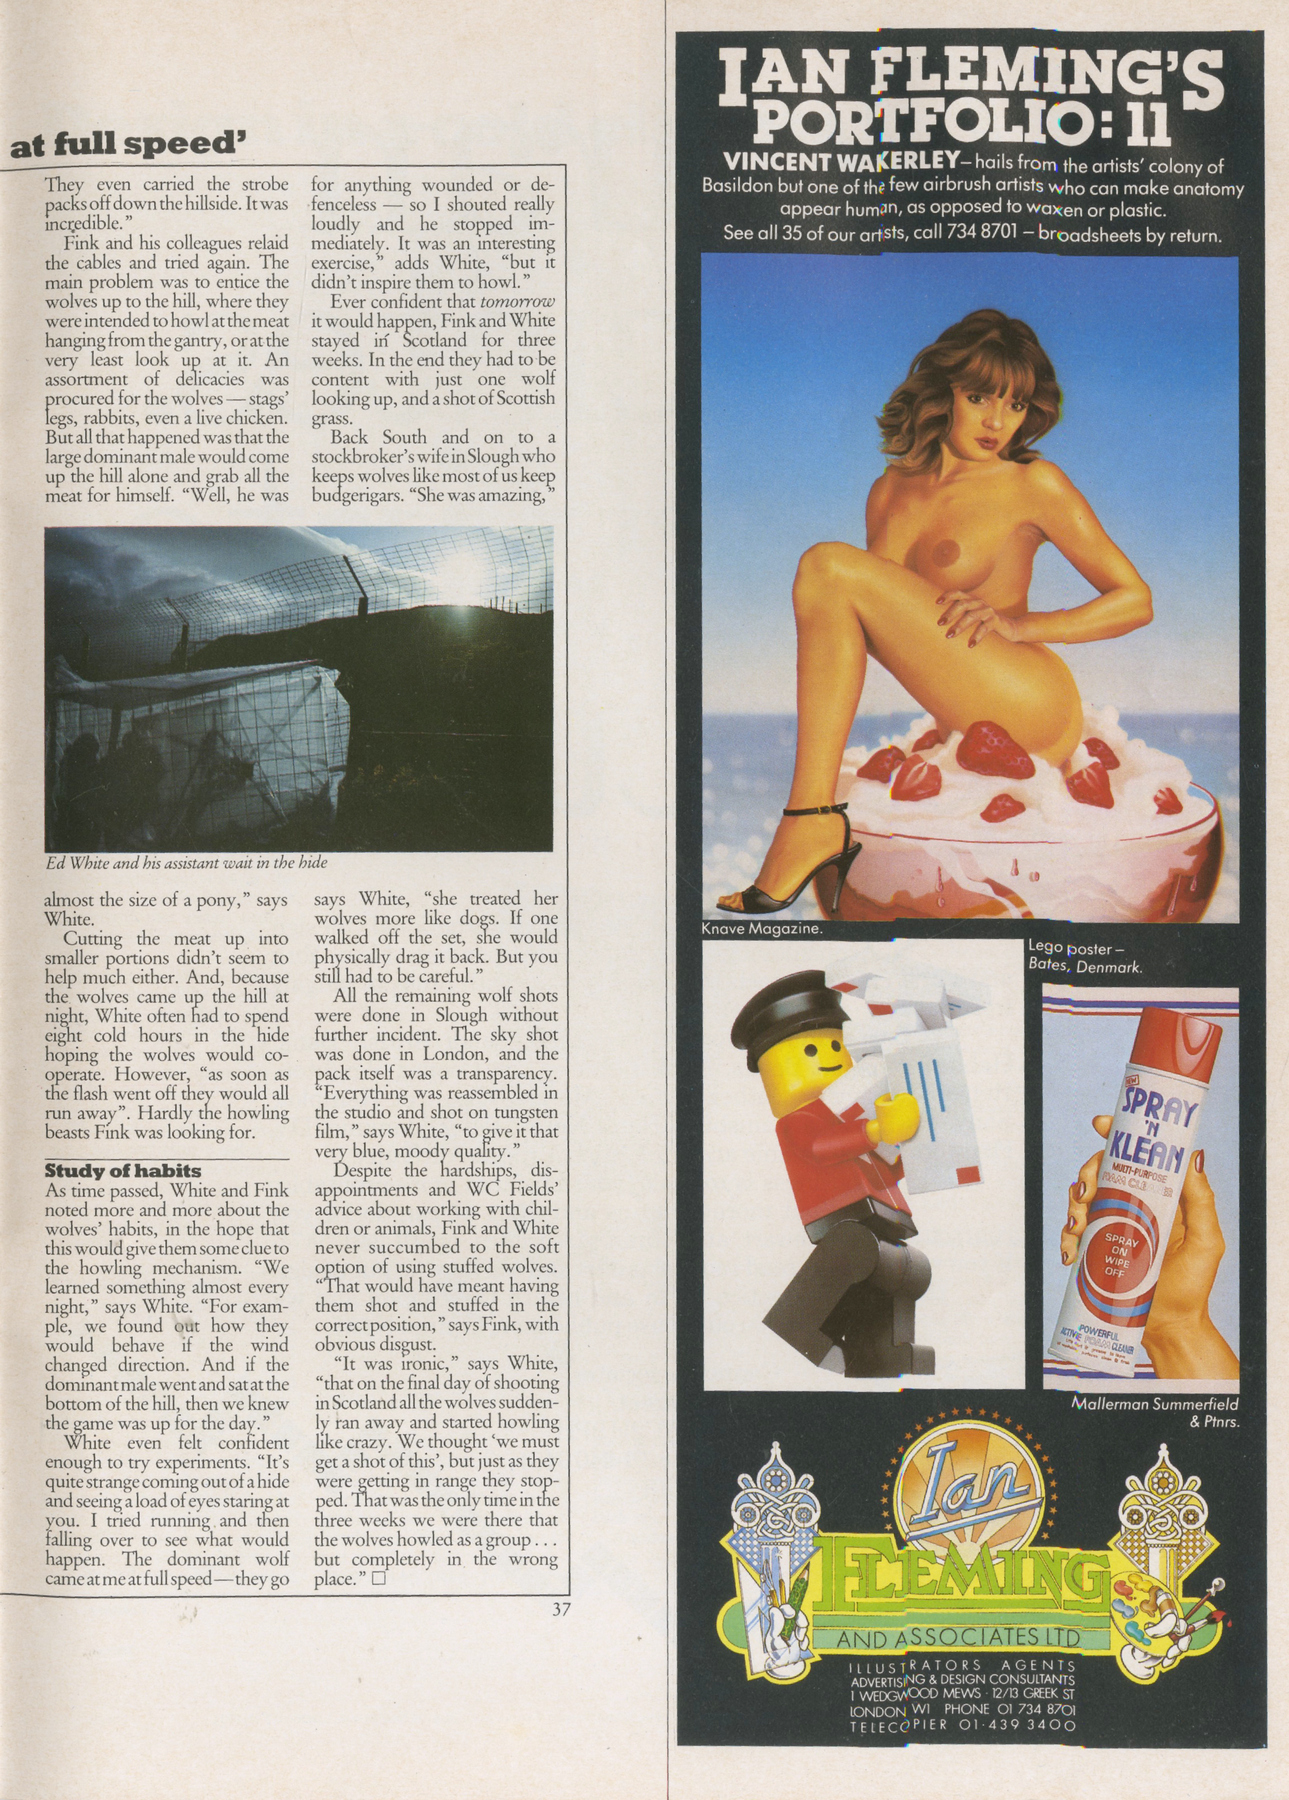 at full speed’
They even carried the strobe
packs off down the hillside. It was
incredible.”
Fink and his colleagues relaid
the cables and tried again. The
main problem was to entice the
wolves up to the hill, where they
were intended to howl at the meat
hanging from the gantry, or at the
very least look up at it. An
assortment of delicacies was
procured for the wolves — stags’
legs, rabbits, even a live chicken.
But all that happened was that the
large dominant male would come
up the hill alone and grab all the
meat for himself. “Well, he was
almost the size of a pony,” says
White.
Cutting the meat up into
smaller portions didn’t seem to
help much either. And, because
the wolves came up the hill at
night, White often had to spend
eight cold hours in the hide
hoping the wolves would co-
operate. However, “as soon as
the flash went off they would all
run away”. Hardly the howling
beasts Fink was looking for.
Study of habits
As time passed, White and Fink
noted more and more about the
wolves’ habits, in the hope that
this would give them some clue to
the howling mechanism. “We
learned something almost every
night,” says White. “For exam-
ple, we found out how they
would behave if the wind
changed direction. And if the
dominant male went and sat at the
bottom of the hill, then we knew
the game was up for the day.”
White even felt confident
enough to try experiments. “It’s
quite strange coming out of a hide
and seeing a load of eyes staring at
you. I tried running and then
falling over to see what would
happen. The dominant wolf
came at me at full speed — they go
for anything wounded or de-
fenceless — so I shouted really
loudly and he stopped im-
mediately. It was an interesting
exercise,” adds White, “but it
didn’t inspire them to howl.”
Ever confident that tomorrow
it would happen, Fink and White
stayed in Scotland for three
weeks. In the end they had to be
content with just one wolf
looking up, and a shot of Scottish
grass.
Back South and on to a
stockbroker’s wife in Slough who
keeps wolves like most of us keep
budgerigars. “She was amazing,”
says White, “she treated her
wolves more like dogs. If one
walked off the set, she would
physically drag it back. But you
still had to be careful.”
All the remaining wolf shots
were done in Slough without
further incident. The sky shot
was done in London, and the
pack itself was a transparency.
“Everything was reassembled in
the studio and shot on tungsten
film,” says White, “to give it that
very blue, moody quality.”
Despite the hardships, dis-
appointments and WC Fields’
advice about working with chil-
dren or animals, Fink and White
never succumbed to the soft
option of using stuffed wolves.
“That would have meant having
them shot and stuffed in the
correct position,” says Fink, with
obvious disgust.
“It was ironic,” says White,
“that on the final day of shooting
in Scotland all the wolves sudden-
ly ran away and started howling
like crazy. We thought ‘we must
get a shot of this’, but just as they
were getting in range they stop-
ped. That was the only time in the
three weeks we were there that
the wolves howled as a group . . .
but completely in the wrong
place.” □
Ed White and his assistant wait in the hide
37
IAN FLEMING’S
PORTFOLIO: 11
VINCENT WAKERLEY – hails from the artists’ colony of
Basildon but one of the few airbrush artists who can make anatomy
appear human, as opposed to waxen or plastic.
See all 35 of our artists, call 734 8701 – broadsheets by return.
Knave Magazine.
Lego poster –
Bates, Denmark.
NEW
SPRAY
’N
KLEAN
MULTI-PURPOSE
FOAM CLEANER
SPRAY
ON
WIPE
OFF
POWERFUL
ACTIVE FOAM CLEANER
Mallerman Summerfield
& Ptnrs.
Ian
FLEMING
AND ASSOCIATES LTD
ILLUSTRATORS AGENTS
ADVERTISING & DESIGN CONSULTANTS
1 WEDGWOOD MEWS · 12/13 GREEK ST
LONDON W1 PHONE 01 734 8701
TELECOPIER 01·439 3400